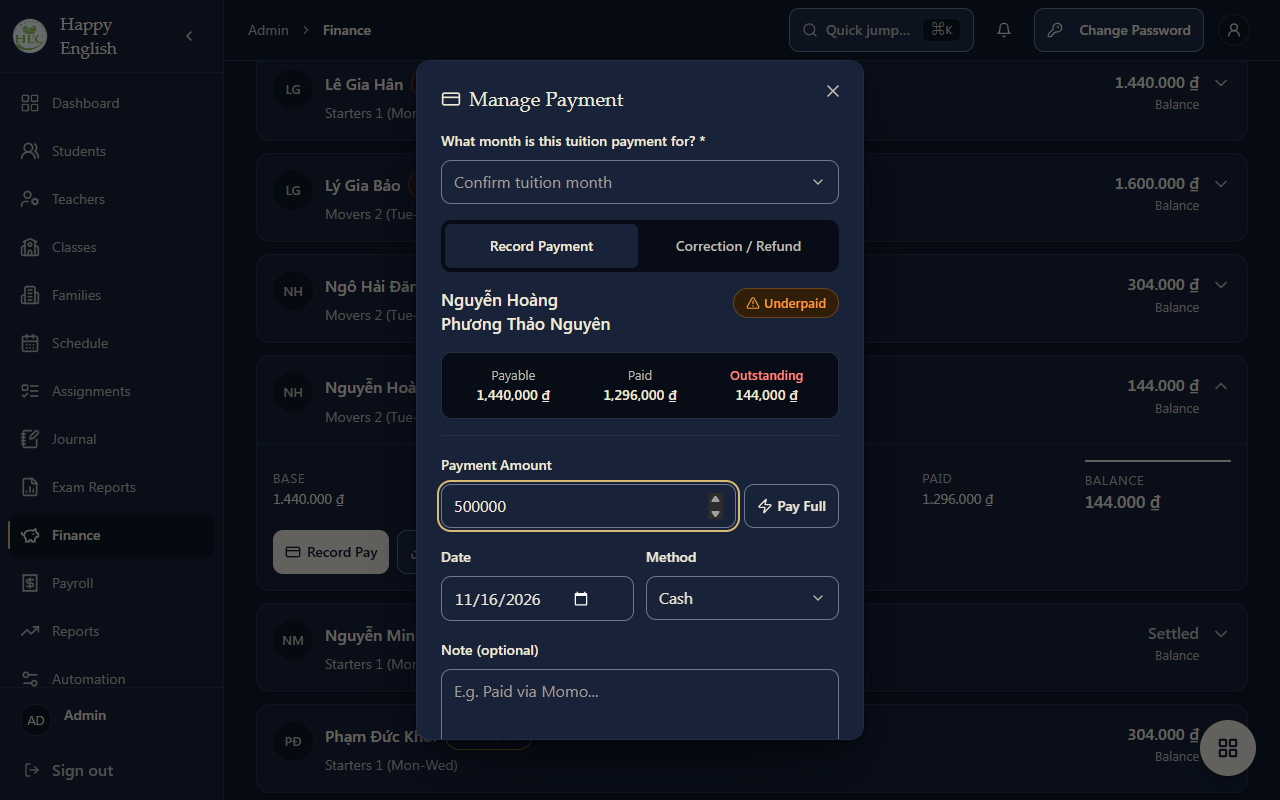 Happy
English
Admin
Finance
Quick jump...
⌘K
Change Password
Dashboard
Students
Teachers
Classes
Families
Schedule
Assignments
Journal
Exam Reports
Finance
Payroll
Reports
Automation
AD
Admin
Sign out
LG
Lê Gia Hân
Starters 1 (Mon
1.440.000 ₫
Balance
LG
Lý Gia Bảo
Movers 2 (Tue-
1.600.000 ₫
Balance
NH
Ngô Hải Đăn
Movers 2 (Tue-
304.000 ₫
Balance
NH
Nguyễn Hoà
Movers 2 (Tue-
144.000 ₫
Balance
BASE
1.440.000 ₫
PAID
1.296.000 ₫
BALANCE
144.000 ₫
Record Pay
NM
Nguyễn Min
Starters 1 (Mon
Settled
Balance
PĐ
Phạm Đức Khôi
Starters 1 (Mon-Wed)
304.000 ₫
Balance
Manage Payment
What month is this tuition payment for? *
Confirm tuition month
Record Payment
Correction / Refund
Nguyễn Hoàng
Phương Thảo Nguyên
Underpaid
Payable
1,440,000 ₫
Paid
1,296,000 ₫
Outstanding
144,000 ₫
Payment Amount
500000
Pay Full
Date
Method
11/16/2026
Cash
Note (optional)
E.g. Paid via Momo...